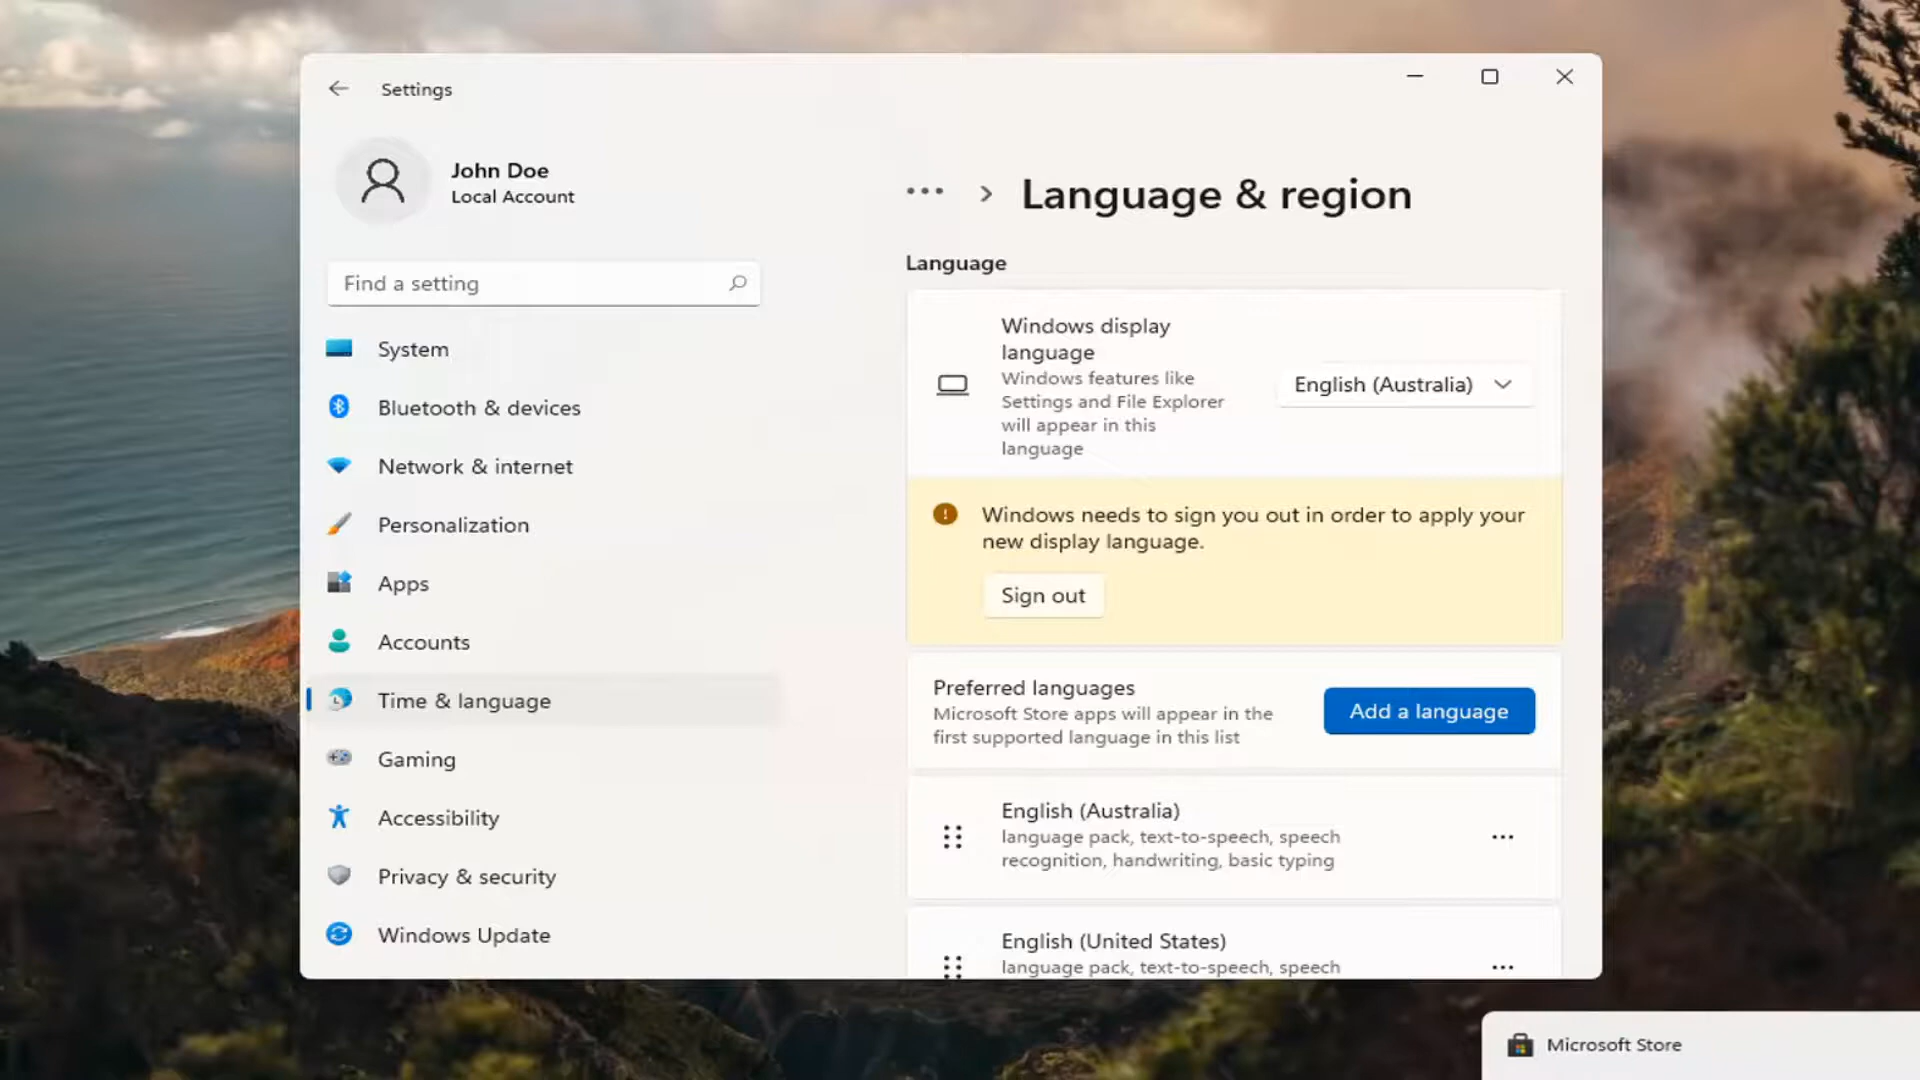 Settings
John Doe
Local Account
Find a setting
System
Bluetooth & devices
Network & internet
Personalization
Apps
Accounts
Time & language
Gaming
Accessibility
Privacy & security
Windows Update
Language & region
Language
Windows display
language
Windows features like
Settings and File Explorer
will appear in this
language
English (Australia)
Windows needs to sign you out in order to apply your
new display language.
Sign out
Preferred languages
Microsoft Store apps will appear in the
first supported language in this list
Add a language
English (Australia)
language pack, text-to-speech, speech
recognition, handwriting, basic typing
English (United States)
language pack, text-to-speech, speech
Microsoft Store